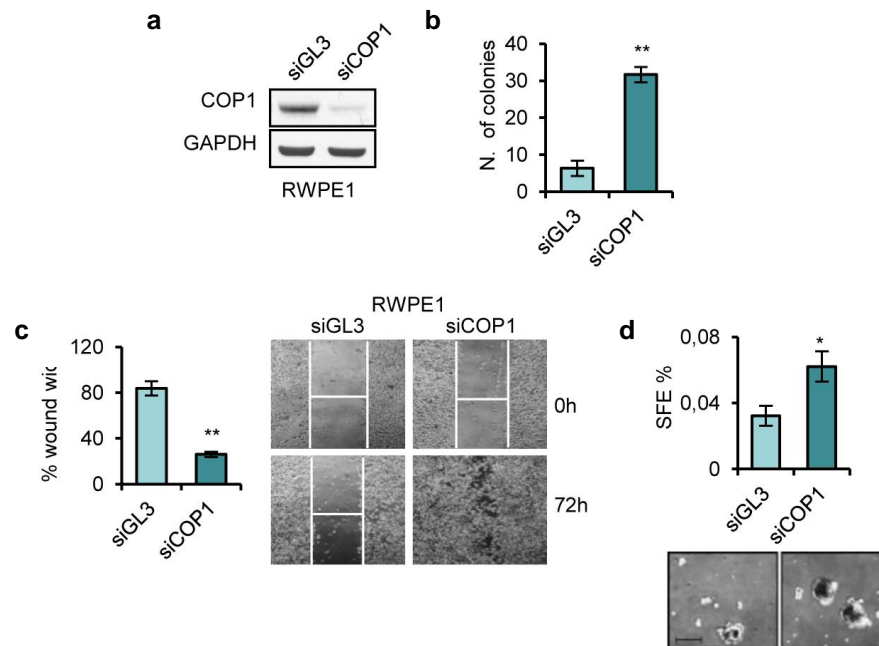 a
siGL3 siCOP1
COP1
GAPDH
RWPE1
b
N. of colonies
40
**
30
20
10
0
siGL3 siCOP1
c
% wound wic
120
80
**
40
0
siGL3 siCOP1
RWPE1
siGL3 siCOP1
0h
72h
d
SFE %
0,08
*
0,04
0
siGL3 siCOP1